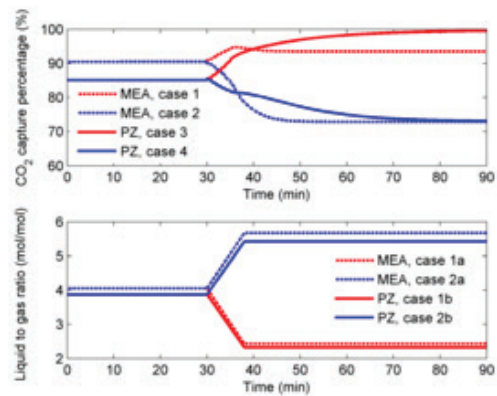 CO2 capture percentage (%)
100
90
80
70
60
MEA, case 1
MEA, case 2
PZ, case 3
PZ, case 4
0 10 20 30 40 50 60 70 80 90
Time (min)
Liquid to gas ratio (mol/mol)
6
5
4
3
2
MEA, case 1a
MEA, case 2a
PZ, case 1b
PZ, case 2b
0 10 20 30 40 50 60 70 80 90
Time (min)